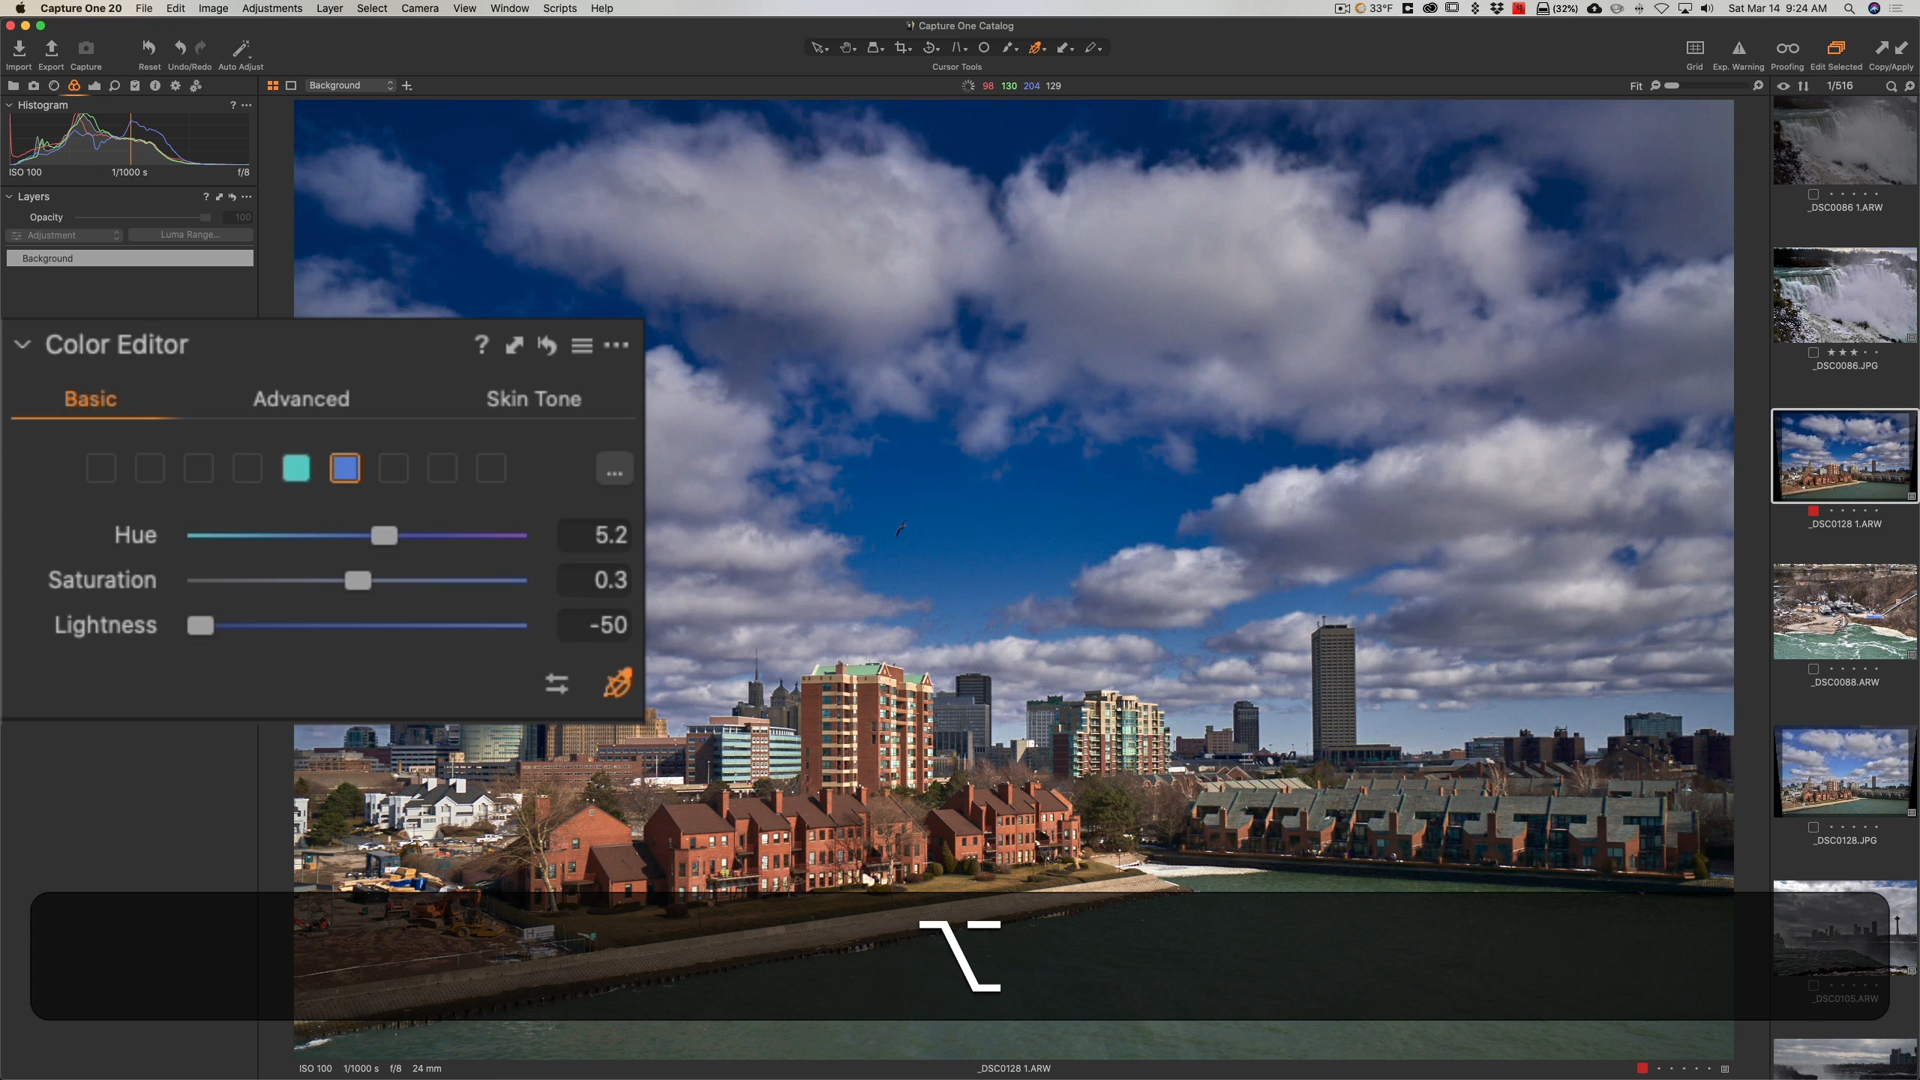 Capture One 20 File Edit Image Adjustments Layer Select Camera View Window Scripts Help 33°F (32%) Sat Mar 14 9:24 AM
Capture One Catalog
Import Export Capture Reset Undo/Redo Auto Adjust Cursor Tools Grid Exp. Warning Proofing Edit Selected Copy/Apply
Background 98 130 204 129 Fit 1/516
Histogram ? ...
ISO 100 1/1000 s f/8
Layers ? ...
Opacity 100
Adjustment Luma Range...
Background
Color Editor ? ...
Basic Advanced Skin Tone
...
Hue 5.2
Saturation 0.3
Lightness -50
_DSC0086 1.ARW
_DSC0086.JPG
_DSC0128 1.ARW
_DSC0088.ARW
_DSC0128.JPG
_DSC0105.ARW
ISO 100 1/1000 s f/8 24 mm _DSC0128 1.ARW